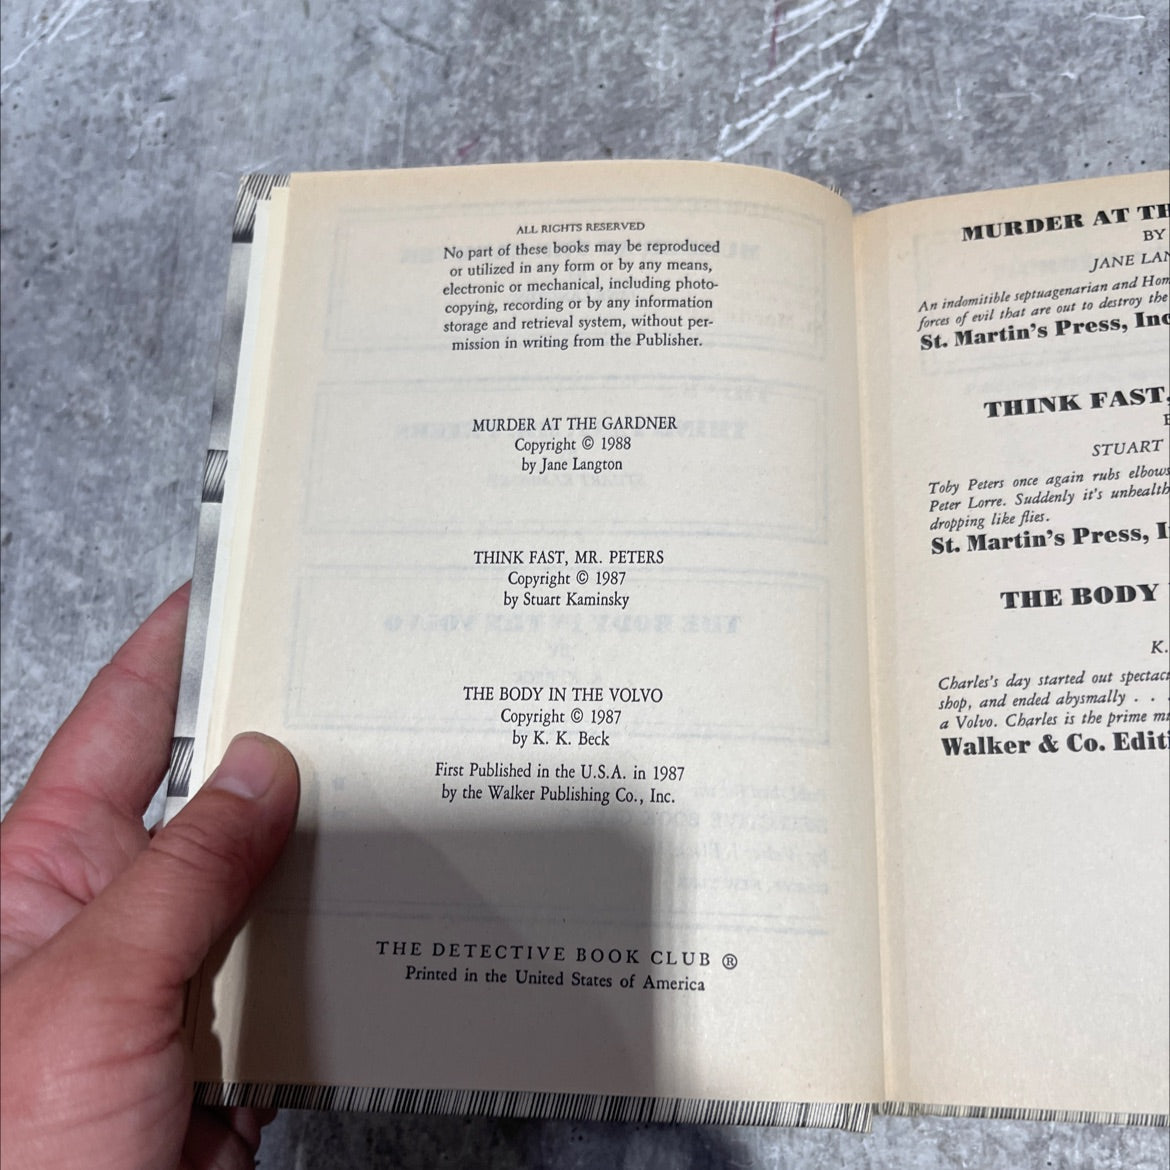 ALL RIGHTS RESERVED
No part of these books may be reproduced
or utilized in any form or by any means,
electronic or mechanical, including photo-
copying, recording or by any information
storage and retrieval system, without per-
mission in writing from the Publisher.
MURDER AT THE GARDNER
Copyright © 1988
by Jane Langton
THINK FAST, MR. PETERS
Copyright © 1987
by Stuart Kaminsky
THE BODY IN THE VOLVO
Copyright © 1987
by K. K. Beck
First Published in the U.S.A. in 1987
by the Walker Publishing Co., Inc.
THE DETECTIVE BOOK CLUB ®
Printed in the United States of America
MURDER AT TH
BY
JANE LAN
An indomitible septuagenarian and Hom
forces of evil that are out to destroy the
St. Martin's Press, Inc
THINK FAST,
STUART
Toby Peters once again rubs elbows
Peter Lorre. Suddenly it's unhealth
dropping like flies.
St. Martin's Press, I
THE BODY
K.
Charles's day started out spectac
shop, and ended abysmally . . .
a Volvo. Charles is the prime
Walker & Co. Editi